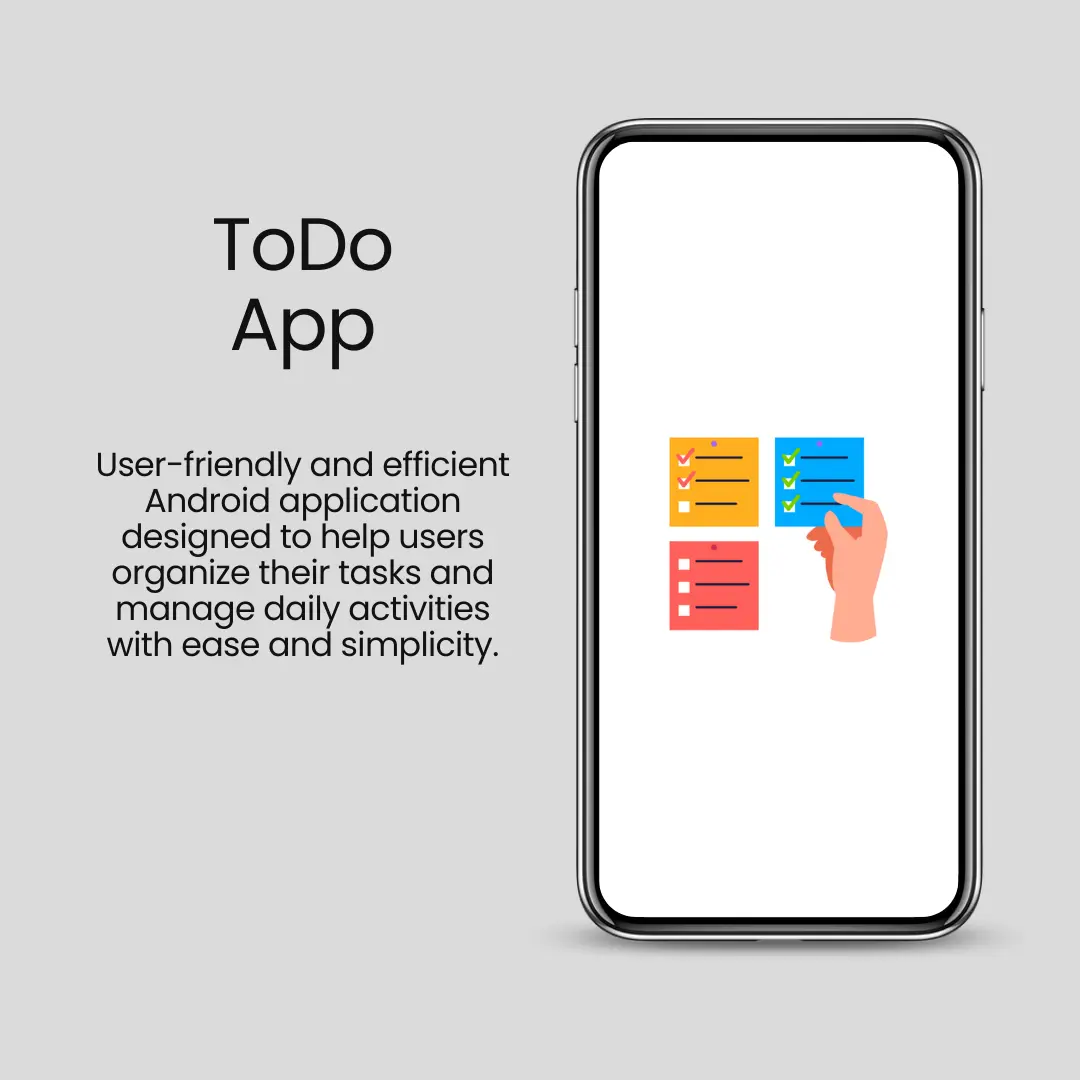 ToDo
App
User-friendly and efficient
Android application
designed to help users
organize their tasks and
manage daily activities
with ease and simplicity.